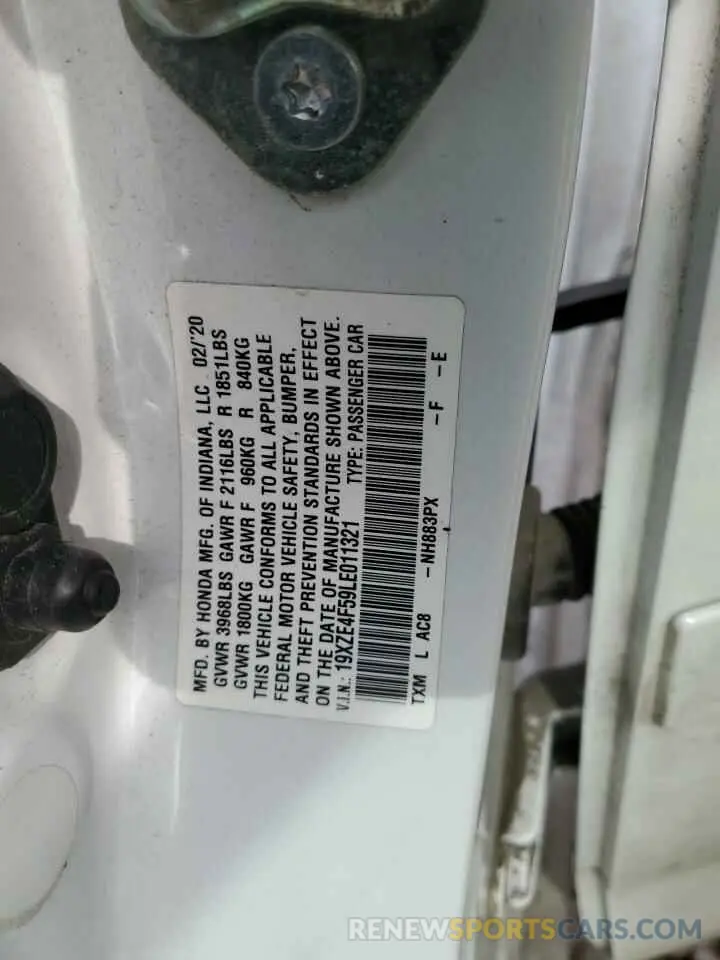 MFD. BY HONDA MFG. OF INDIANA, LLC 02/'20
GVWR 3968LBS GAWR F 2116LBS R 1851LBS
GVWR 1800KG GAWR F 960KG R 840KG
THIS VEHICLE CONFORMS TO ALL APPLICABLE
FEDERAL MOTOR VEHICLE SAFETY, BUMPER,
AND THEFT PREVENTION STANDARDS IN EFFECT
ON THE DATE OF MANUFACTURE SHOWN ABOVE.
V.I.N.: 19XZE4F59LE011321 TYPE: PASSENGER CAR
TXM L AC8 - NH883PX - F - E
RENEWSPORTSCARS.COM